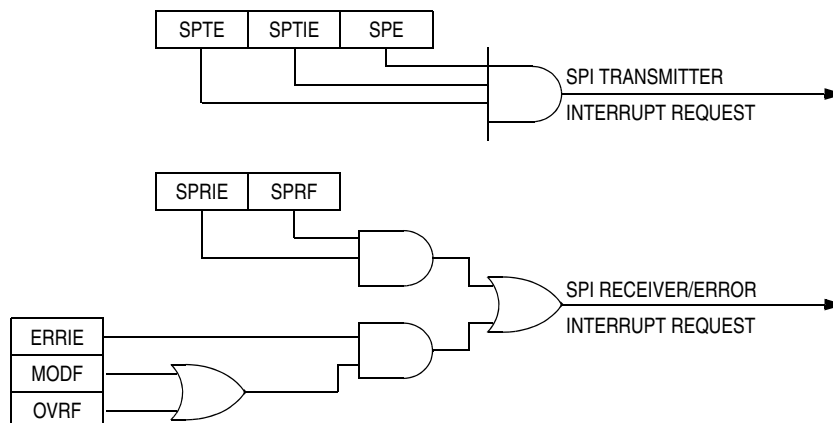 SPTE SPTIE SPE
SPI TRANSMITTER
INTERRUPT REQUEST
SPRIE SPRF
SPI RECEIVER/ERROR
INTERRUPT REQUEST
ERRIE
MODF
OVRF